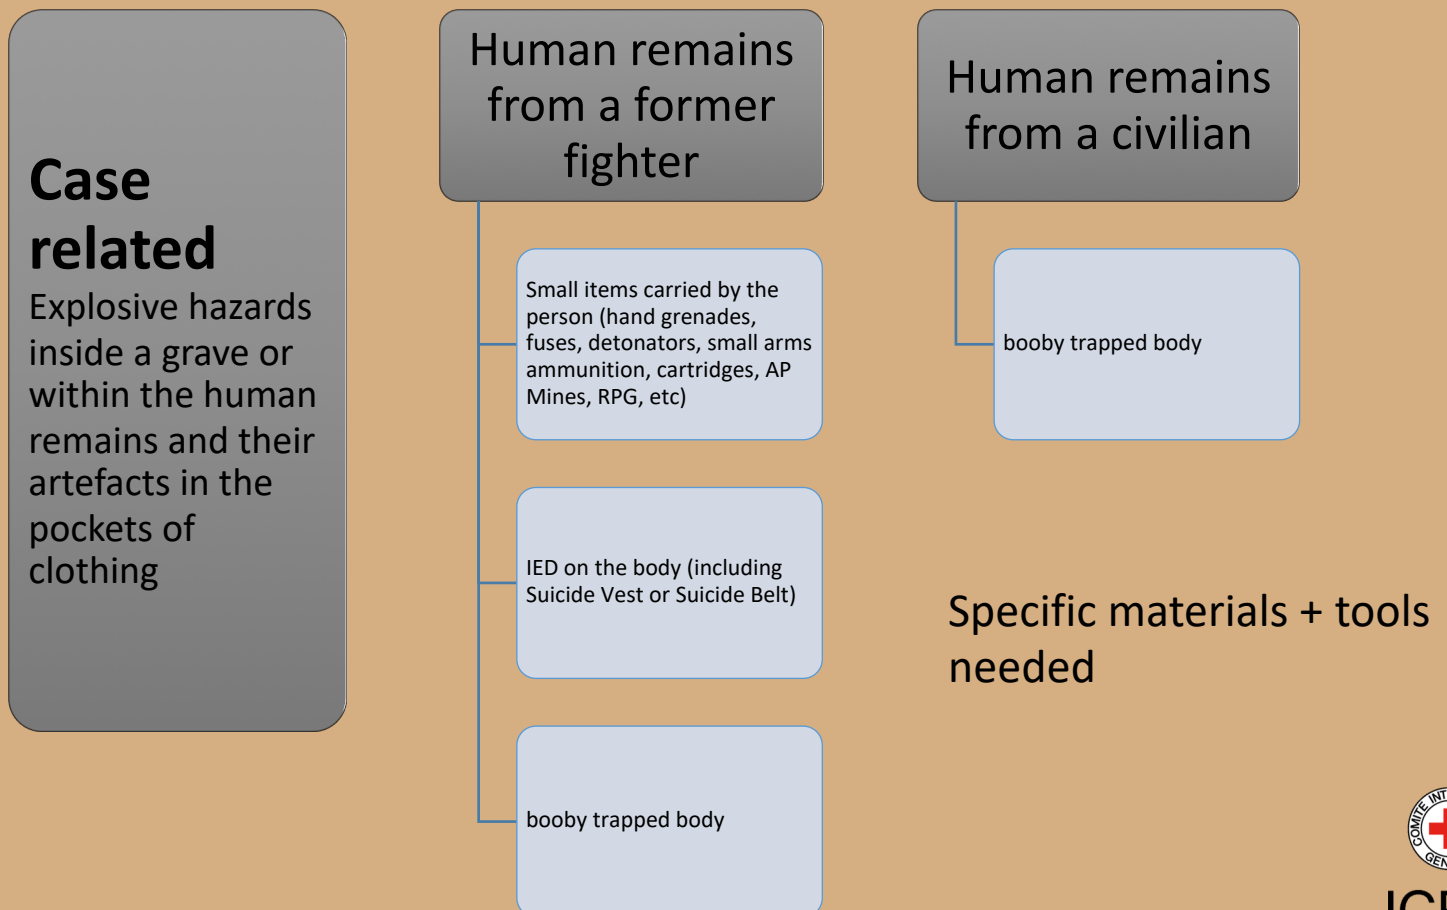 Case
related
Explosive hazards
inside a grave or
within the human
remains and their
artefacts in the
pockets of
clothing
Human remains
from a former
fighter
Small items carried by the
person (hand grenades,
fuses, detonators, small arms
ammunition, cartridges, AP
Mines, RPG, etc)
IED on the body (including
Suicide Vest or Suicide Belt)
booby trapped body
Human remains
from a civilian
booby trapped body
Specific materials + tools
needed
COMITE INT
GEN